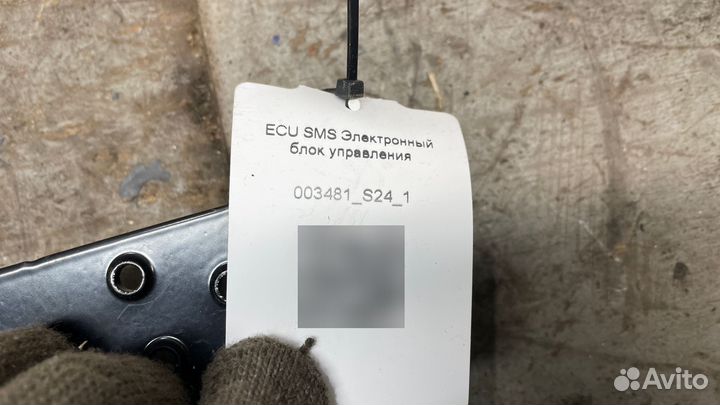 ECU SMS Электронный
блок управления
003481_S24_1
Avito